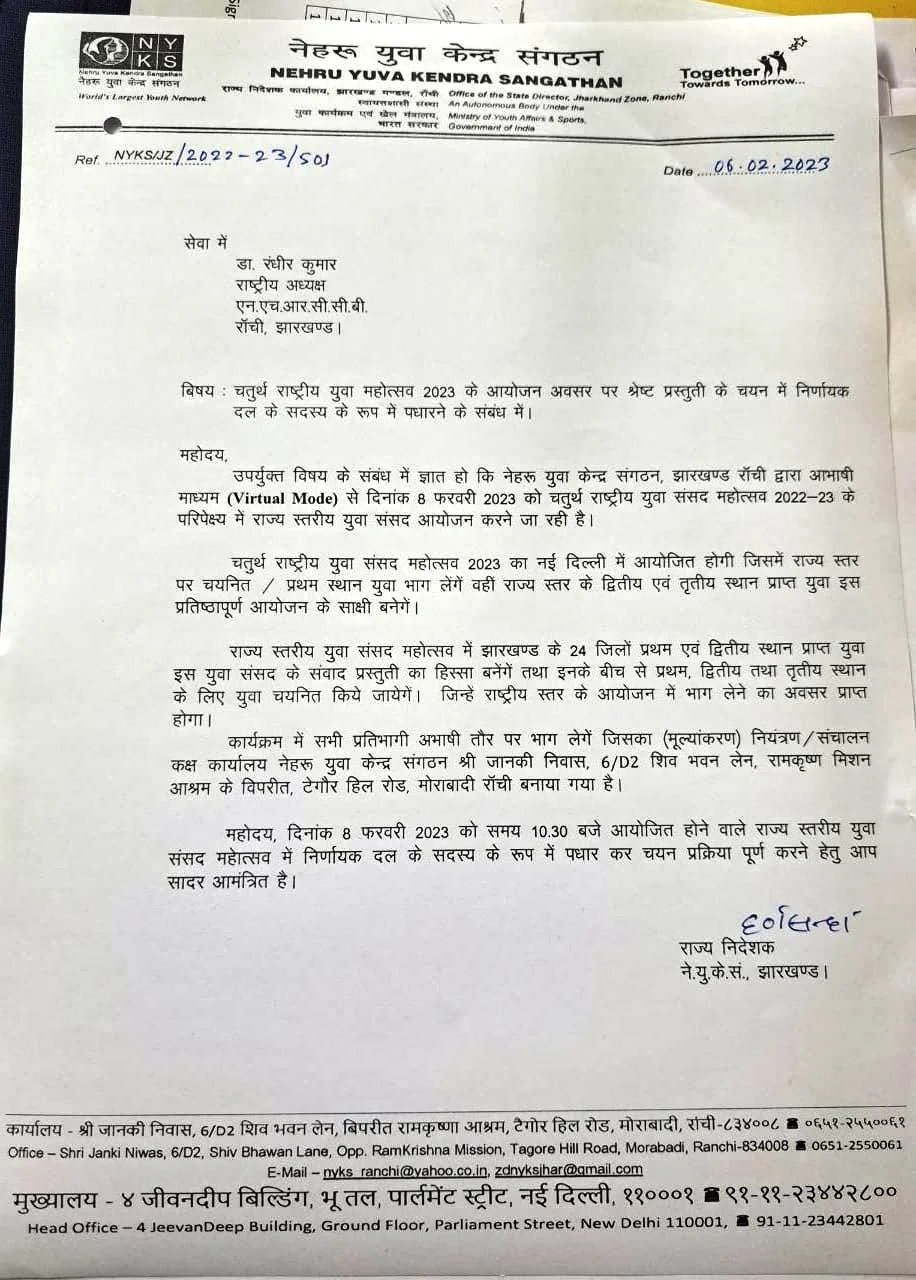 NYKS
Nehru Yuva Kendra Sangathan
नेहरू युवा केन्द्र संगठन
World's Largest Youth Network
नेहरू युवा केन्द्र संगठन
NEHRU YUVA KENDRA SANGATHAN
राज्य निदेशक कार्यालय, झारखण्ड मण्डल, राँची Office of the State Director, Jharkhand Zone, Ranchi
स्वायत्तशासी संस्था An Autonomous Body Under the
युवा कार्यक्रम एवं खेल मंत्रालय, Ministry of Youth Affairs & Sports,
भारत सरकार Government of India
Together
Towards Tomorrow...
Ref. NYKS/JZ/2022-23/501
Date 06.02.2023
सेवा में
डा. रंधीर कुमार
राष्ट्रीय अध्यक्ष
एन.एच.आर.सी.सी.बी.
रॉची, झारखण्ड।
बिषय : चतुर्थ राष्ट्रीय युवा महोत्सव 2023 के आयोजन अवसर पर श्रेष्ट प्रस्तुती के चयन में निर्णायक
दल के सदस्य के रूप में पधारने के संबंध में।
महोदय,
उपर्युक्त विषय के संबंध में ज्ञात हो कि नेहरू युवा केन्द्र संगठन, झारखण्ड रॉची द्वारा आभाषी
माध्यम (Virtual Mode) से दिनांक 8 फरवरी 2023 को चतुर्थ राष्ट्रीय युवा संसद महोत्सव 2022–23 के
परिपेक्ष्य में राज्य स्तरीय युवा संसद आयोजन करने जा रही है।
चतुर्थ राष्ट्रीय युवा संसद महोत्सव 2023 का नई दिल्ली में आयोजित होगी जिसमें राज्य स्तर
पर चयनित / प्रथम स्थान युवा भाग लेंगें वहीं राज्य स्तर के द्वितीय एवं तृतीय स्थान प्राप्त युवा इस
प्रतिष्ठापूर्ण आयोजन के साक्षी बनेगें।
राज्य स्तरीय युवा संसद महोत्सव में झारखण्ड के 24 जिलों प्रथम एवं द्वितीय स्थान प्राप्त युवा
इस युवा संसद के संवाद प्रस्तुती का हिस्सा बनेंगें तथा इनके बीच से प्रथम, द्वितीय तथा तृतीय स्थान
के लिए युवा चयनित किये जायेगें। जिन्हें राष्ट्रीय स्तर के आयोजन में भाग लेने का अवसर प्राप्त
होगा।
कार्यक्रम में सभी प्रतिभागी अभाषी तौर पर भाग लेगें जिसका (मूल्यांकरण) नियंत्रण/संचालन
कक्ष कार्यालय नेहरू युवा केन्द्र संगठन श्री जानकी निवास, 6/D2 शिव भवन लेन, रामकृष्ण मिशन
आश्रम के विपरीत, टेगौर हिल रोड, मोराबादी रॉची बनाया गया है।
महोदय, दिनांक 8 फरवरी 2023 को समय 10.30 बजे आयोजित होने वाले राज्य स्तरीय युवा
संसद महोत्सव में निर्णायक दल के सदस्य के रूप में पधार कर चयन प्रक्रिया पूर्ण करने हेतु आप
सादर आमंत्रित है।
राज्य निदेशक
ने.यु.के.सं., झारखण्ड।
कार्यालय - श्री जानकी निवास, 6/D2 शिव भवन लेन, बिपरीत रामकृष्णा आश्रम, टैगोर हिल रोड, मोराबादी, रांची-८३४००८ ☎ ०६५१-२५५००६१
Office – Shri Janki Niwas, 6/D2, Shiv Bhawan Lane, Opp. RamKrishna Mission, Tagore Hill Road, Morabadi, Ranchi-834008 ☎ 0651-2550061
E-Mail – nyks_ranchi@yahoo.co.in, zdnyksjhar@gmail.com
मुख्यालय - ४ जीवनदीप बिल्डिंग, भू तल, पार्लमेंट स्ट्रीट, नई दिल्ली, ११०००१ ☎ ९१-११-२३४४२८००
Head Office – 4 JeevanDeep Building, Ground Floor, Parliament Street, New Delhi 110001, ☎ 91-11-23442801